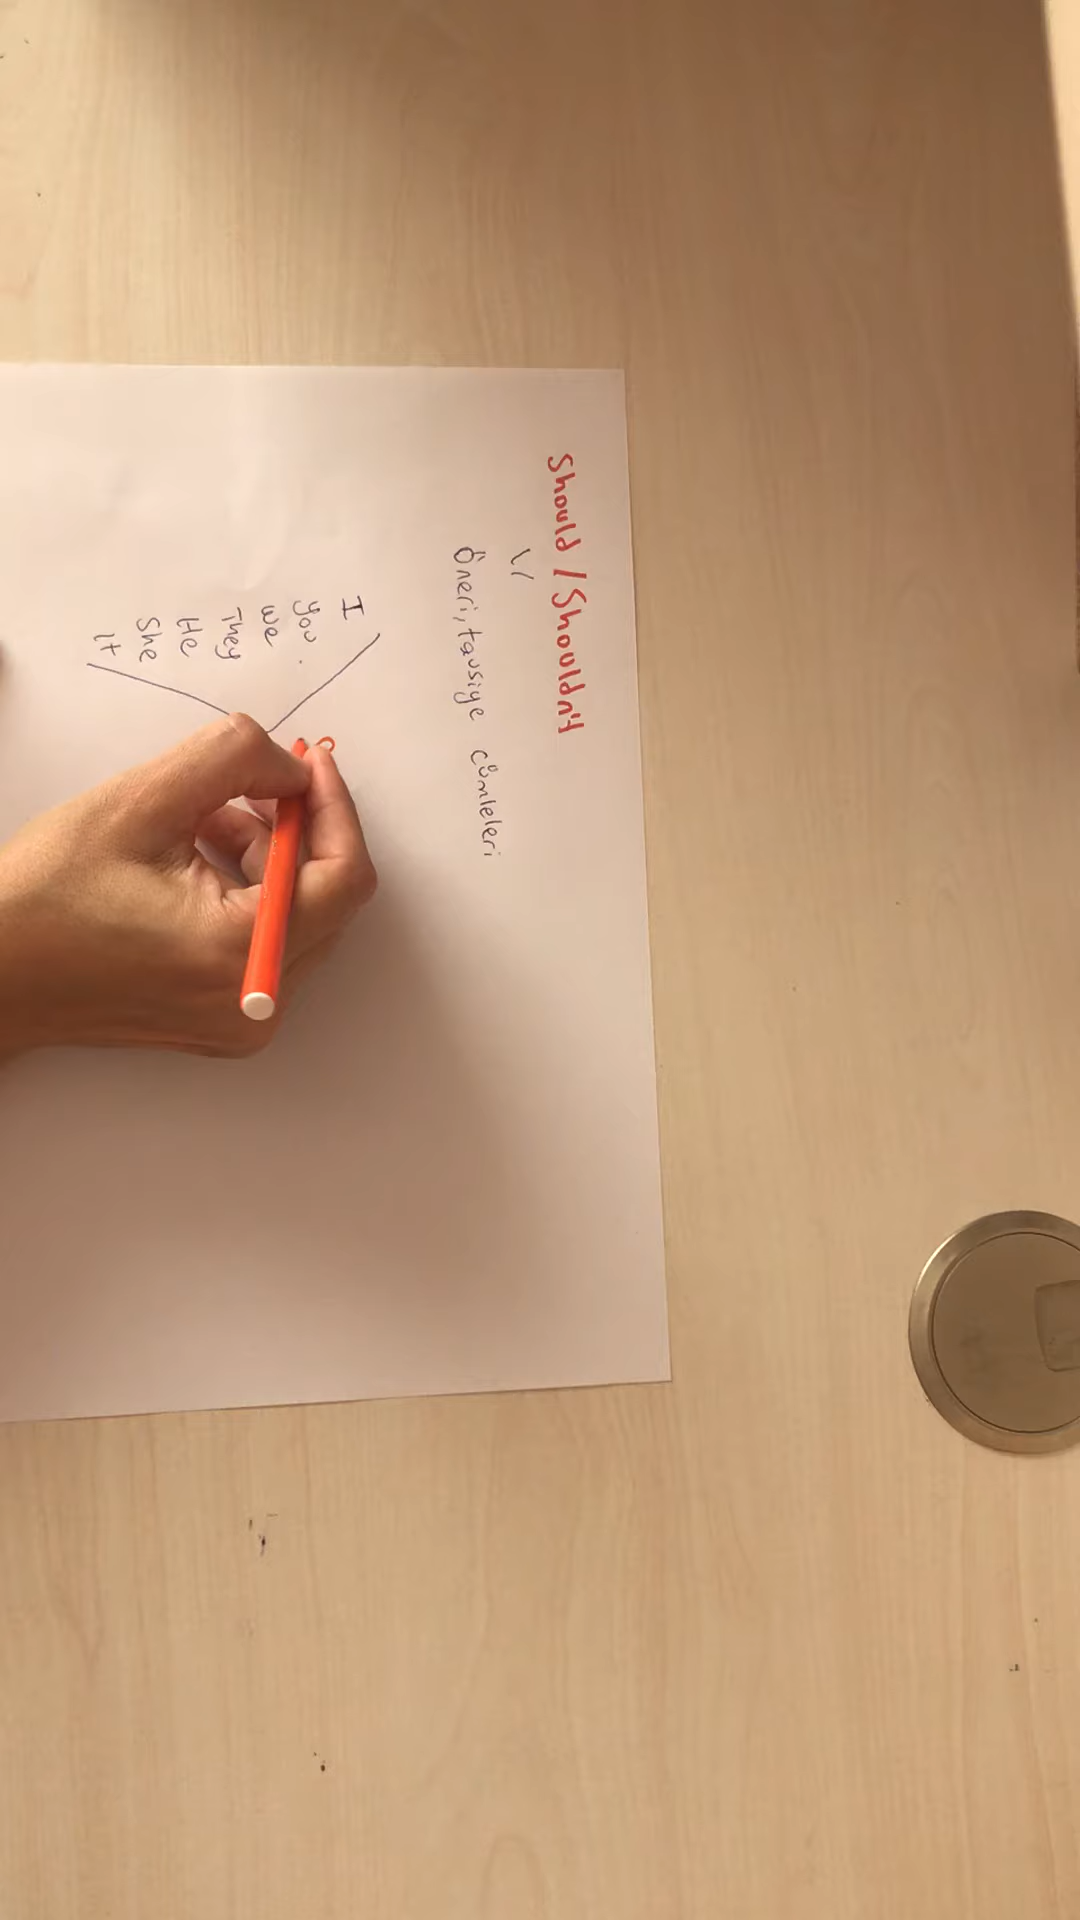 Should / Shouldn't
Öneri, tavsiye cümleleri
I
You
We
They
He
She
It